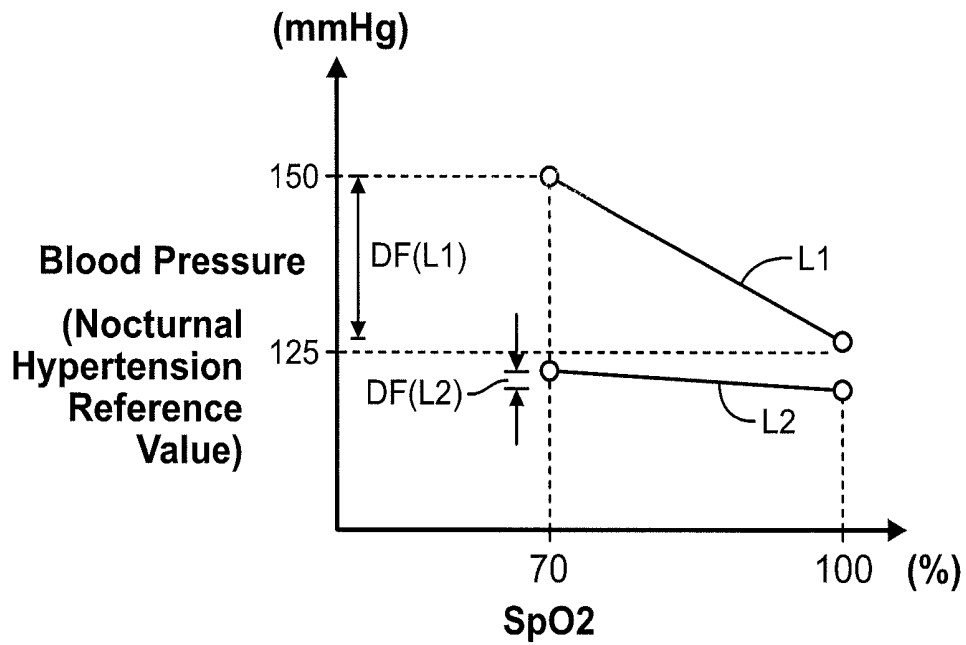 (mmHg)
150
DF(L1)
L1
Blood Pressure
(Nocturnal
Hypertension
Reference
Value)
125
DF(L2)
L2
70
100
(%)
SpO2